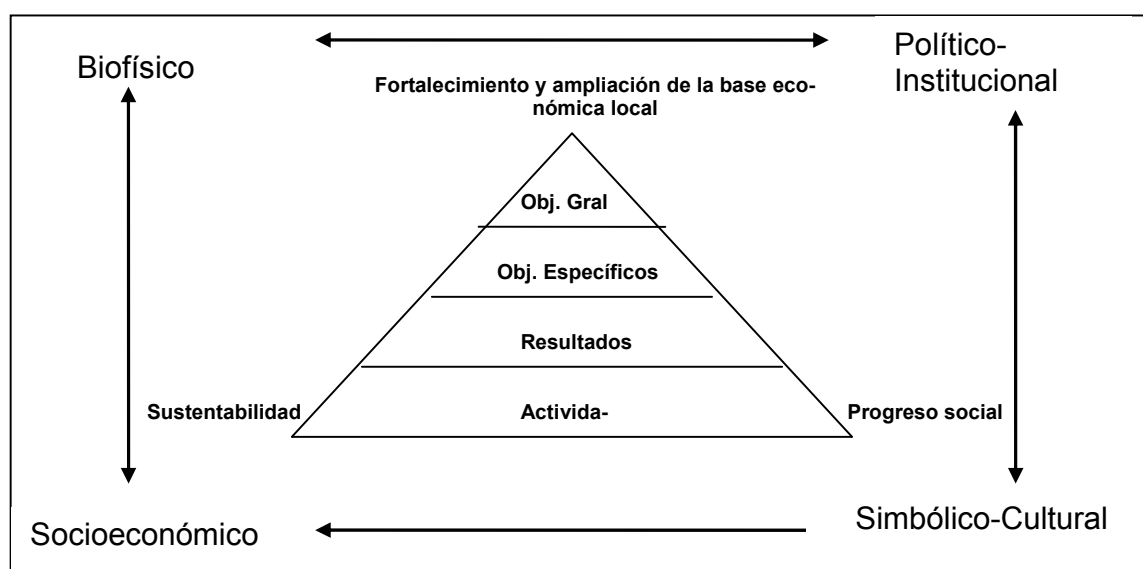 Biofísico
Político-
Institucional
Fortalecimiento y ampliación de la base eco-
nómica local
Obj. Gral
Obj. Específicos
Resultados
Sustentabilidad
Activida-
Progreso social
Socioeconómico
Simbólico-Cultural